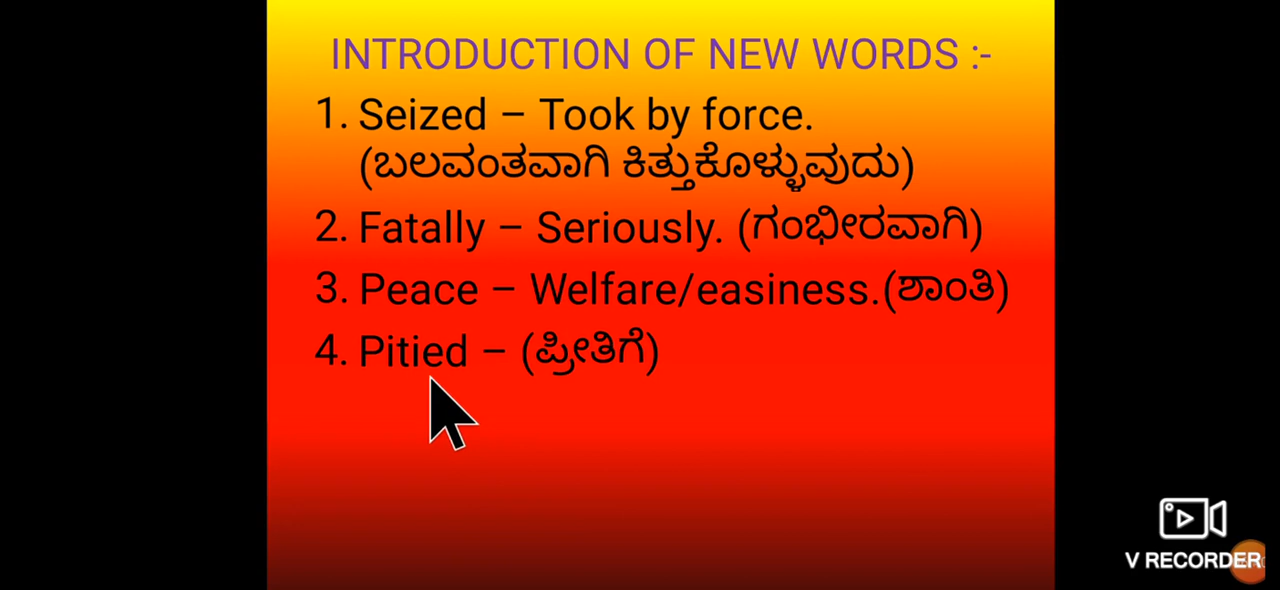 INTRODUCTION OF NEW WORDS :-
1. Seized – Took by force.
(ಬಲವಂತವಾಗಿ ಕಿತ್ತುಕೊಳ್ಳುವುದು)
2. Fatally – Seriously. (ಗಂಭೀರವಾಗಿ)
3. Peace – Welfare/easiness.(ಶಾಂತಿ)
4. Pitied – (ಪ್ರೀತಿಗೆ)
V RECORDER